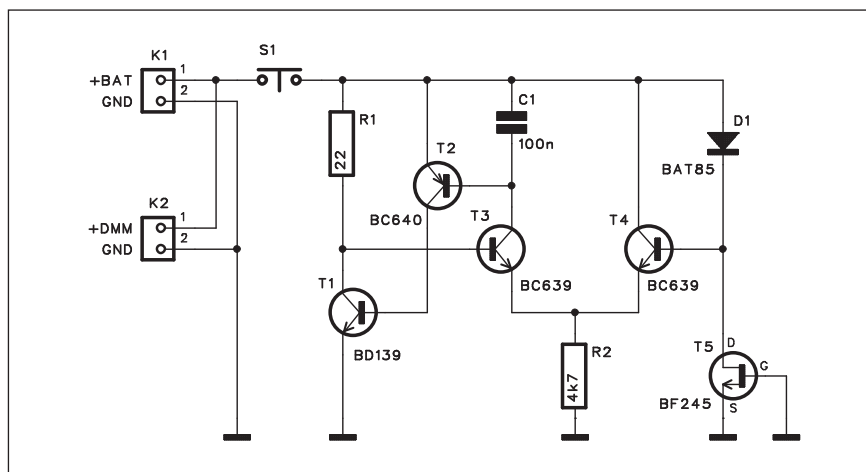 K1
+BAT 1
GND 2
S1
K2
+DMM 1
GND 2
R1
22
T2
BC640
C1
100n
T3
BC639
T4
BC639
D1
BAT85
T1
BD139
R2
4k7
T5
BF245
D
G
S